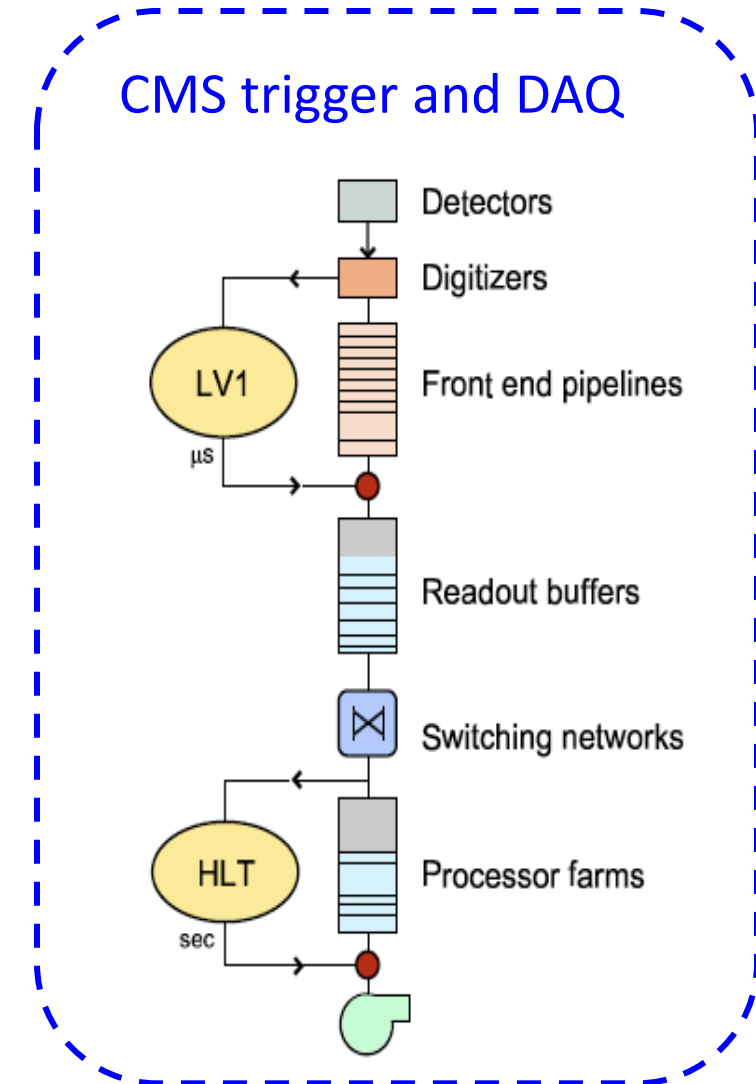 CMS trigger and DAQ
Detectors
Digitizers
LV1
Front end pipelines
μs
Readout buffers
Switching networks
HLT
Processor farms
sec